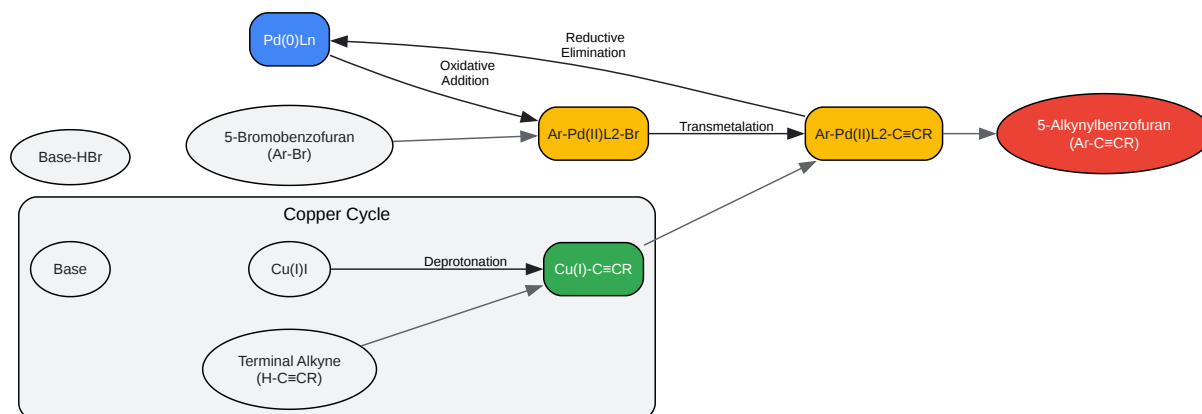 Pd(0)Ln
Reductive
Elimination
Oxidative
Addition
5-Bromobenzofuran
(Ar-Br)
Ar-Pd(II)L2-Br
Transmetalation
Ar-Pd(II)L2-C≡CR
5-Alkynylbenzofuran
(Ar-C≡CR)
Base-HBr
Copper Cycle
Base
Cu(I)I
Deprotonation
Cu(I)-C≡CR
Terminal Alkyne
(H-C≡CR)